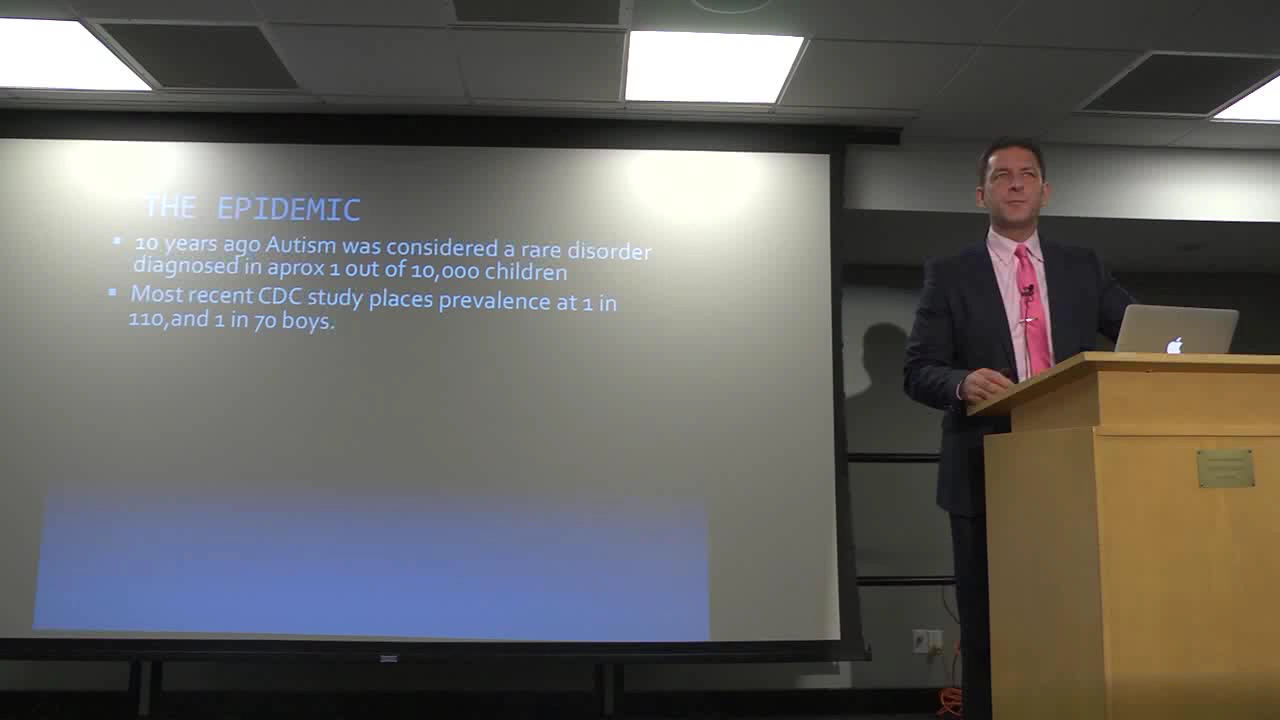 THE EPIDEMIC
10 years ago Autism was considered a rare disorder
diagnosed in aprox 1 out of 10,000 children
Most recent CDC study places prevalence at 1 in
110,and 1 in 70 boys.